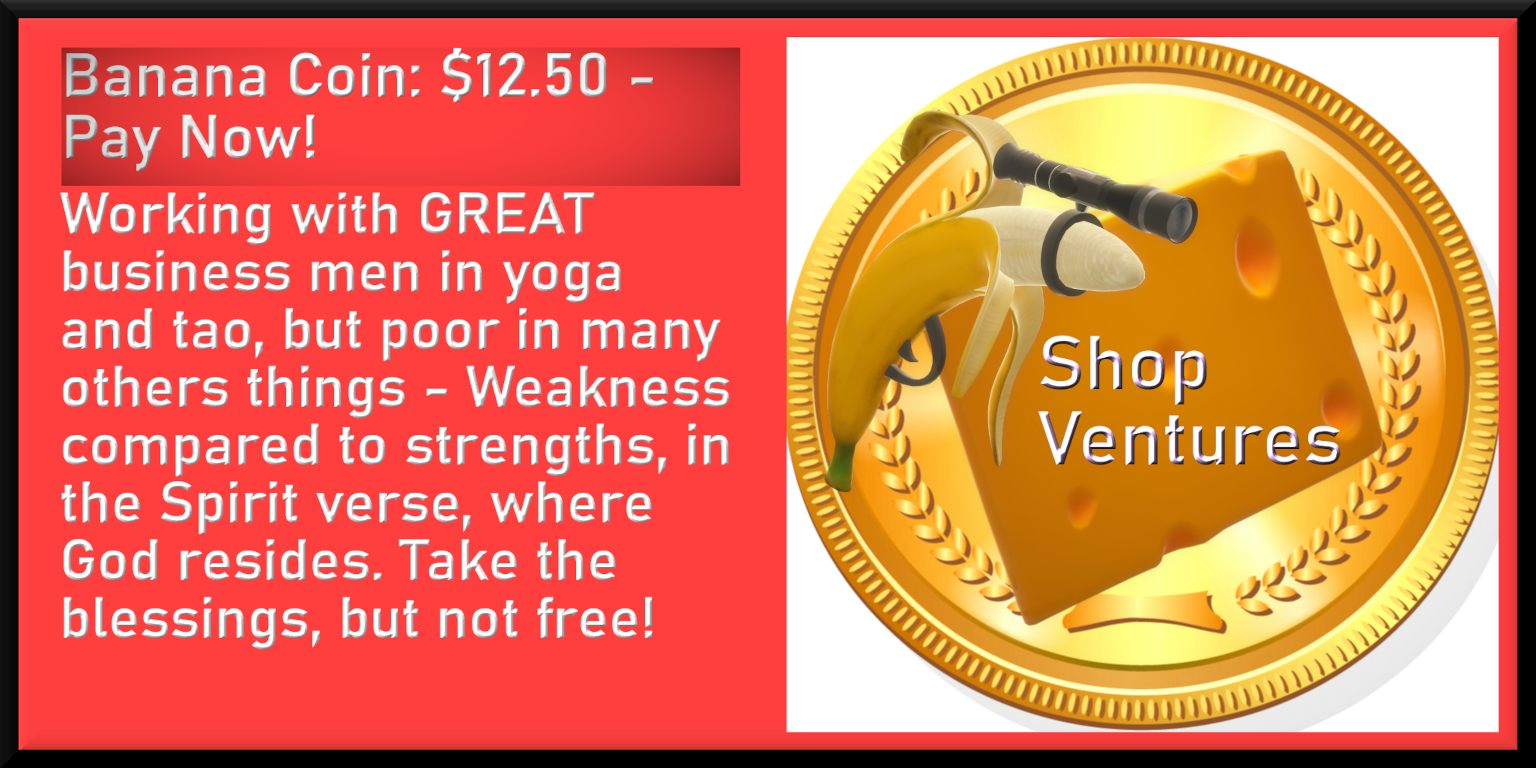 Banana Coin: $12.50 -
Pay Now!
Working with GREAT
business men in yoga
and tao, but poor in many
others things - Weakness
compared to strengths, in
the Spirit verse, where
God resides. Take the
blessings, but not free!
Shop
Ventures